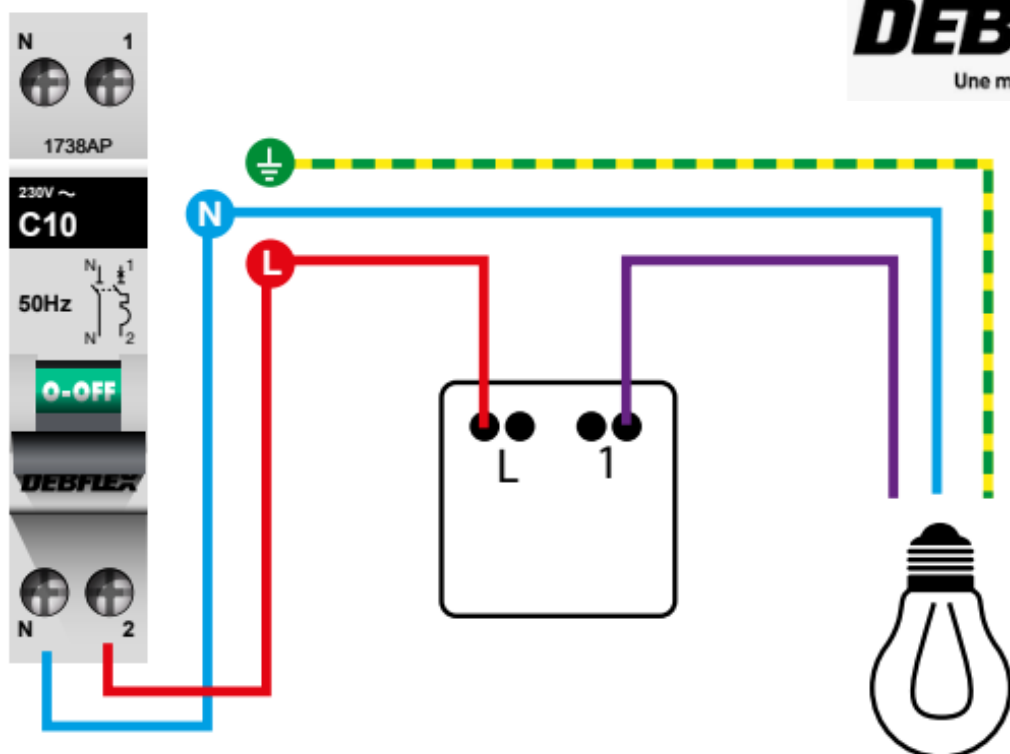 N 1
1738AP
230V ~
C10
50Hz
N 1
N 2
O-OFF
DEBFLEX
N 2
N
L
L 1
DEB
Une m